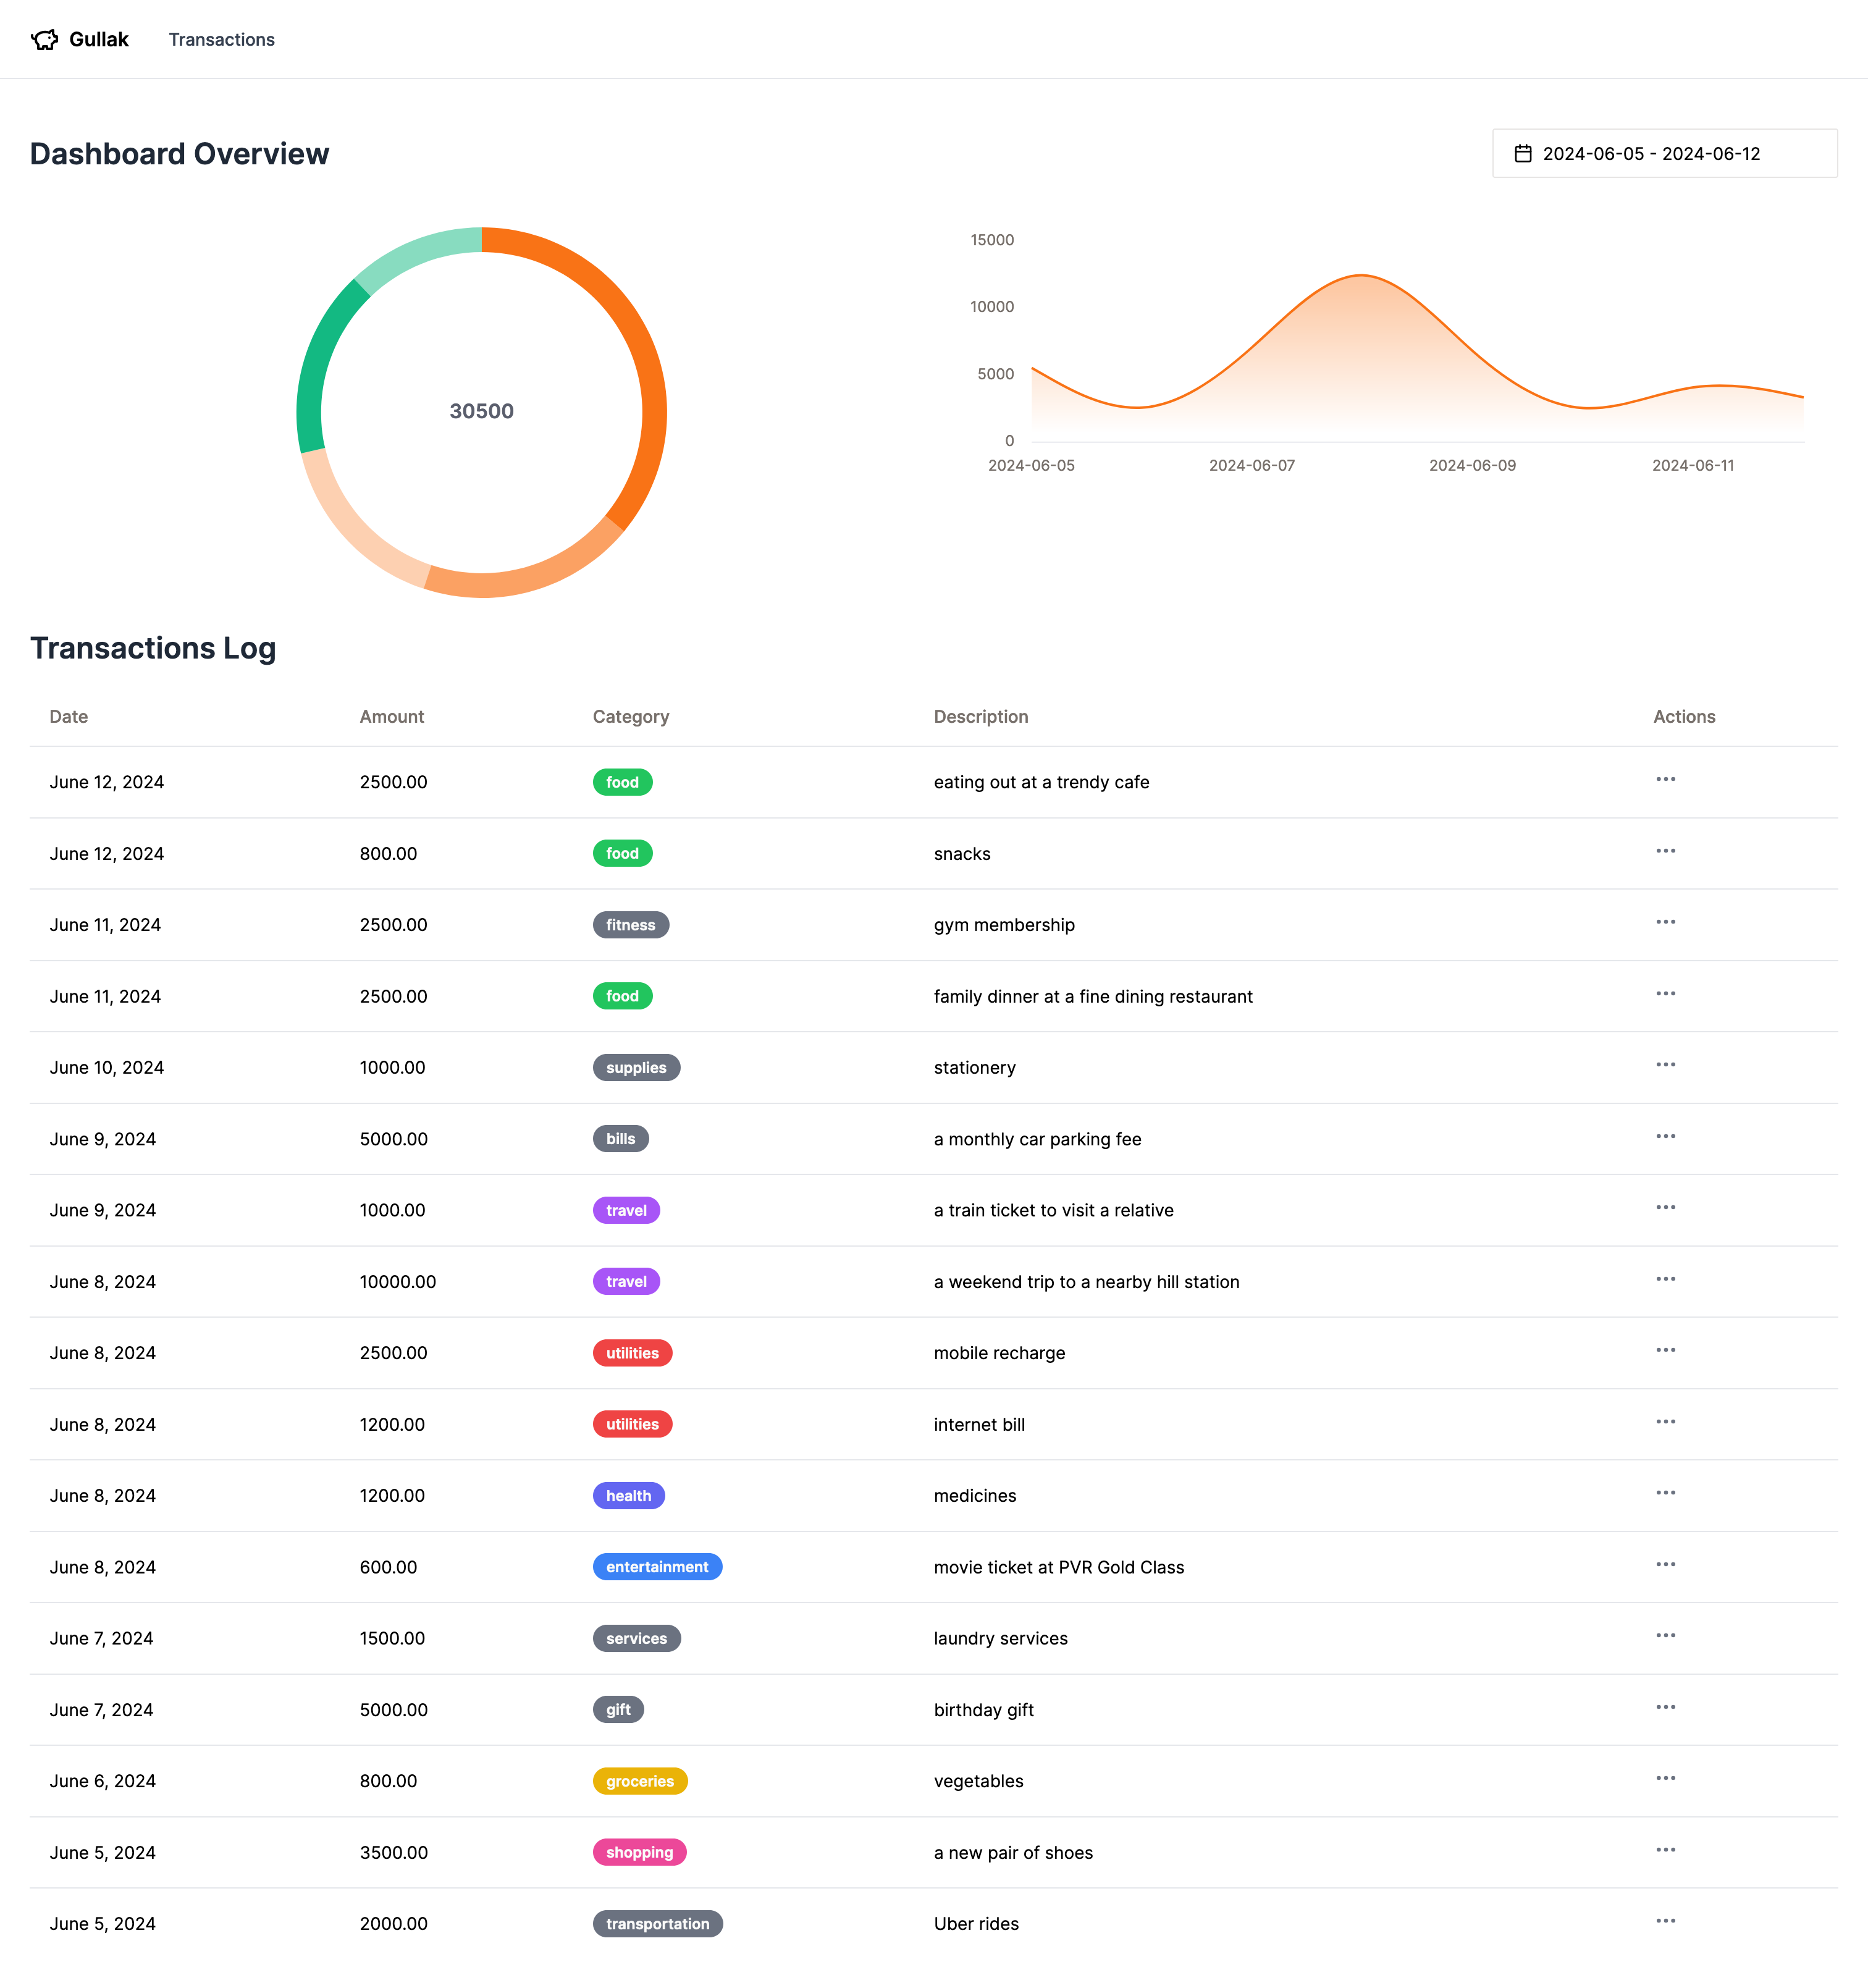 Gullak Transactions
Dashboard Overview
2024-06-05 - 2024-06-12
30500
15000
10000
5000
0
2024-06-05 2024-06-07 2024-06-09 2024-06-11
Transactions Log
Date Amount Category Description Actions
June 12, 2024 2500.00 food eating out at a trendy cafe
June 12, 2024 800.00 food snacks
June 11, 2024 2500.00 fitness gym membership
June 11, 2024 2500.00 food family dinner at a fine dining restaurant
June 10, 2024 1000.00 supplies stationery
June 9, 2024 5000.00 bills a monthly car parking fee
June 9, 2024 1000.00 travel a train ticket to visit a relative
June 8, 2024 10000.00 travel a weekend trip to a nearby hill station
June 8, 2024 2500.00 utilities mobile recharge
June 8, 2024 1200.00 utilities internet bill
June 8, 2024 1200.00 health medicines
June 8, 2024 600.00 entertainment movie ticket at PVR Gold Class
June 7, 2024 1500.00 services laundry services
June 7, 2024 5000.00 gift birthday gift
June 6, 2024 800.00 groceries vegetables
June 5, 2024 3500.00 shopping a new pair of shoes
June 5, 2024 2000.00 transportation Uber rides